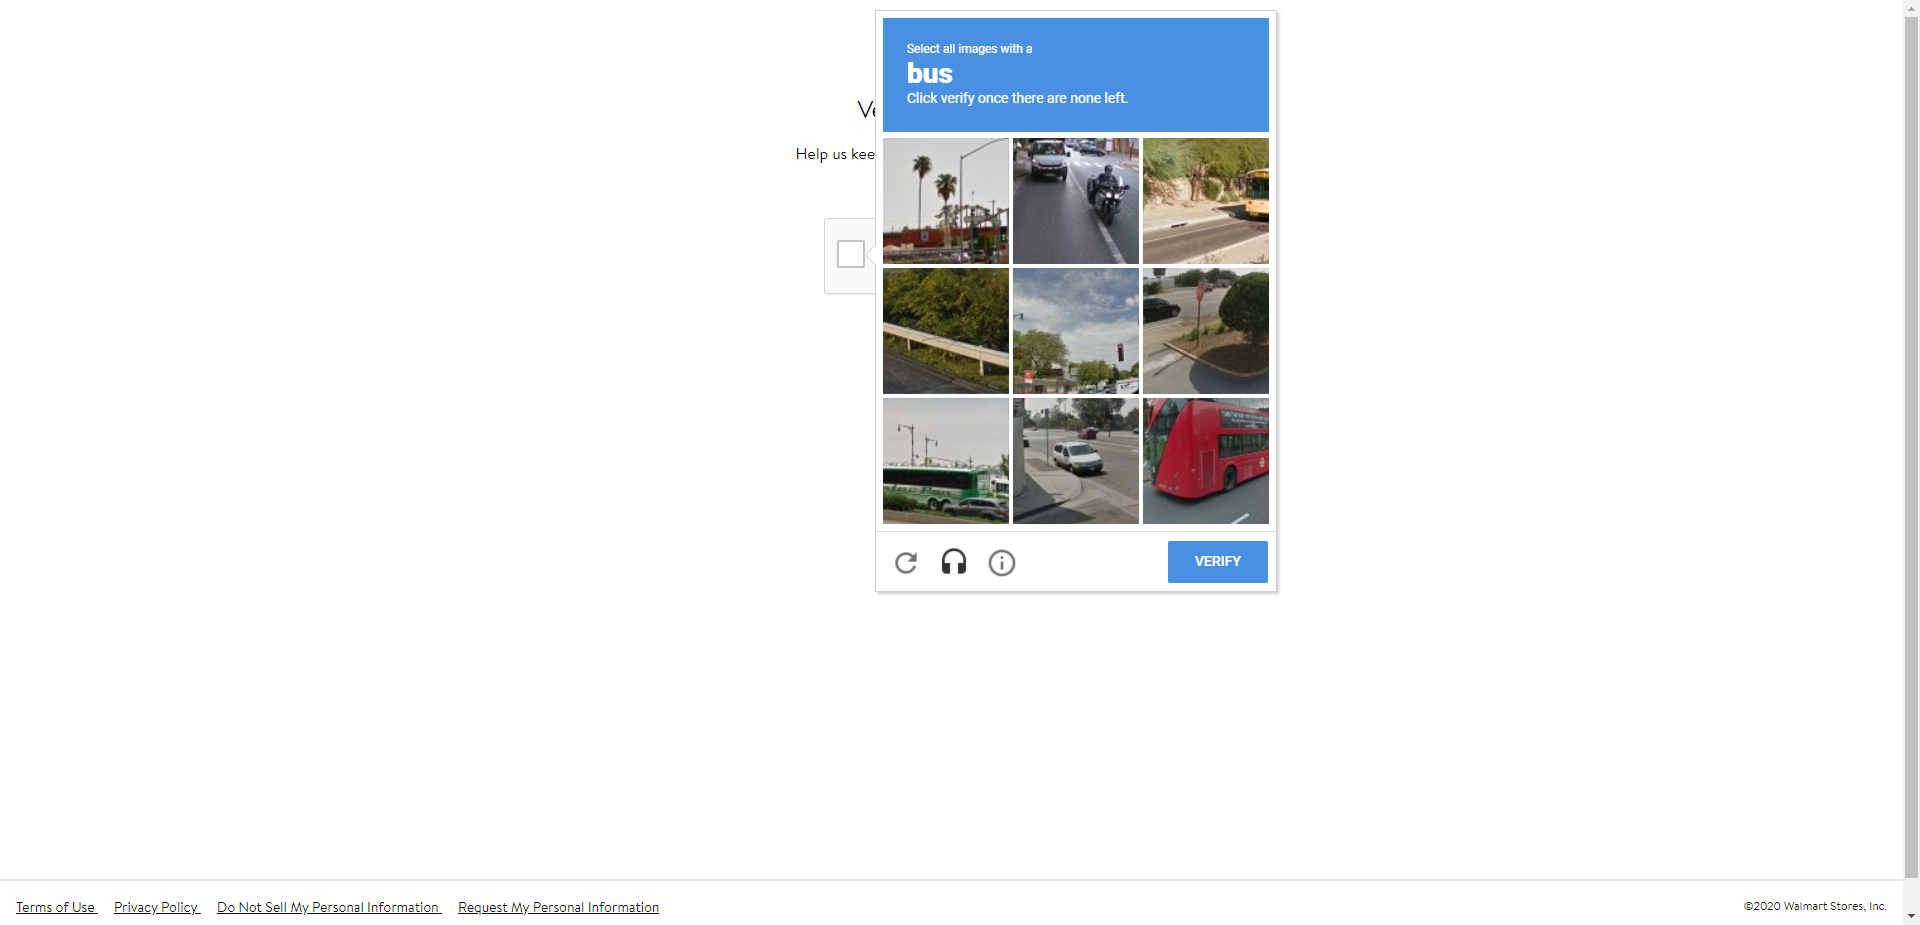 Select all images with a
bus
Click verify once there are none left.
Help us
VERIFY
Terms of Use
Privacy Policy
Do Not Sell My Personal Information
Request My Personal Information
©2020 Walmart Stores, Inc.